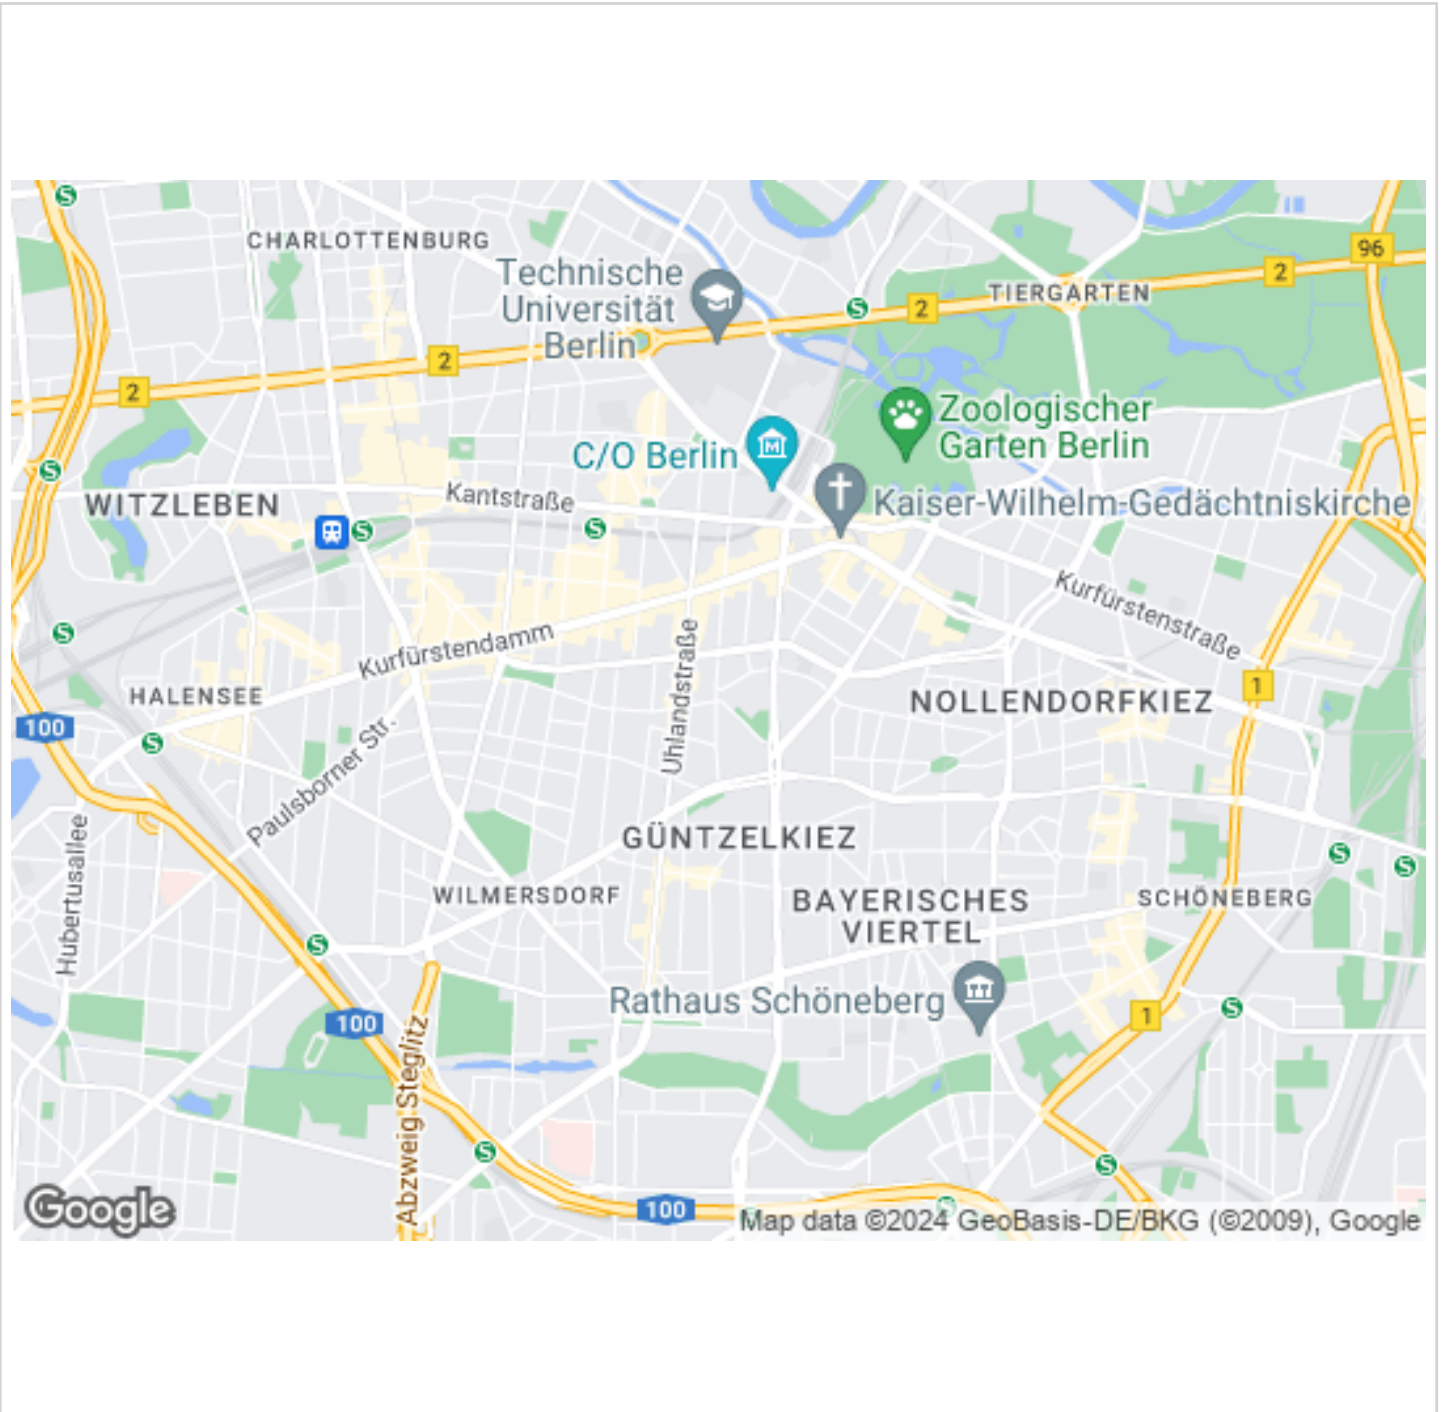 S
CHARLOTTENBURG
96
2
Technische
Universität
Berlin
TIERGARTEN
S
2
2
2
Zoologischer
Garten Berlin
C/O Berlin
M
S
Kantstraße
WITZLEBEN
Kaiser-Wilhelm-Gedächtniskirche
S
S
Kurfürstenstraße
S
Kurfürstendamm
Uhlandstraße
HALENSEE
1
NOLLENDORFKIEZ
100
S
Paulsborner Str.
Hubertusallee
GÜNTZELKIEZ
S
S
WILMERSDORF
BAYERISCHES
VIERTEL
SCHÖNEBERG
S
Rathaus Schöneberg
S
1
100
Abzweig Steglitz
S
S
S
100
Google
Map data ©2024 GeoBasis-DE/BKG (©2009), Google